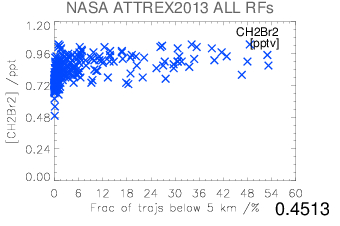 NASA ATTREX2013 ALL RFs
CH2Br2
[pptv]
[CH2Br2] /ppt
1.20
0.96
0.72
0.48
0.24
0.00
0 6 12 18 24 30 36 42 48 54 60
Frac of trajs below 5 km /%
0.4513